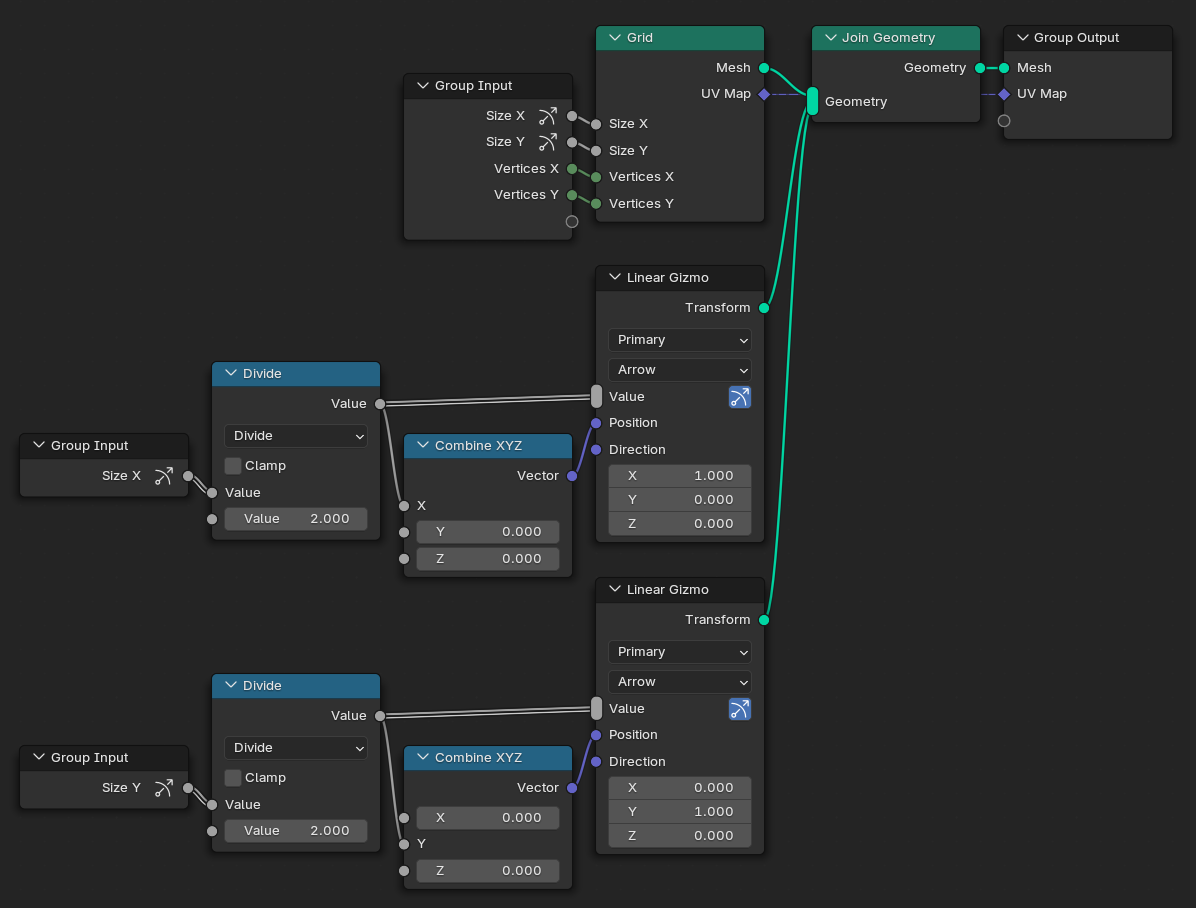 Grid
Mesh
UV Map
Size X
Size Y
Vertices X
Vertices Y
Join Geometry
Geometry
Geometry
Group Output
Mesh
UV Map
Group Input
Size X
Size Y
Vertices X
Vertices Y
Linear Gizmo
Transform
Primary
Arrow
Value
Position
Direction
X 1.000
Y 0.000
Z 0.000
Divide
Value
Divide
Clamp
Value
Value 2.000
Group Input
Size X
Combine XYZ
Vector
X
Y 0.000
Z 0.000
Linear Gizmo
Transform
Primary
Arrow
Value
Position
Direction
X 0.000
Y 1.000
Z 0.000
Divide
Value
Divide
Clamp
Value
Value 2.000
Group Input
Size Y
Combine XYZ
Vector
X 0.000
Y
Z 0.000